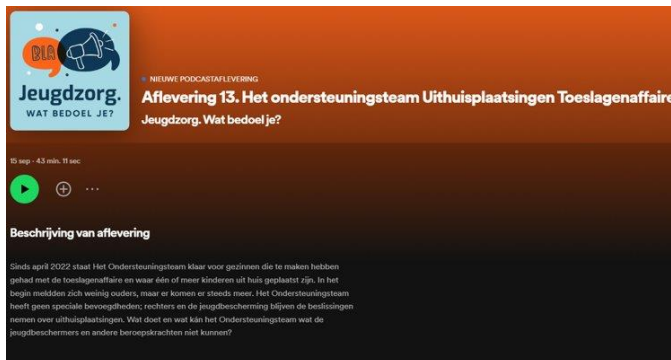 BLA
Jeugdzorg.
WAT BEDOEL JE?
NIEUWE PODCASTAFLEVERING
Aflevering 13. Het ondersteuningsteam Uithuisplaatsingen Toeslagenaffaire
Jeugdzorg. Wat bedoel je?
15 sep · 43 min. 11 sec
Beschrijving van aflevering
Sinds april 2022 staat Het Ondersteuningsteam klaar voor gezinnen die te maken hebben
gehad met de toeslagenaffaire en waar één of meer kinderen uit huis geplaatst zijn. In het
begin meldden zich weinig ouders, maar er komen er steeds meer. Het Ondersteuningsteam
heeft geen speciale bevoegdheden; rechters en de jeugdbescherming blijven de beslissingen
nemen over uithuisplaatsingen. Wat doet en wat kán het Ondersteuningsteam wat de
jeugdbeschermers en andere beroepskrachten niet kunnen?